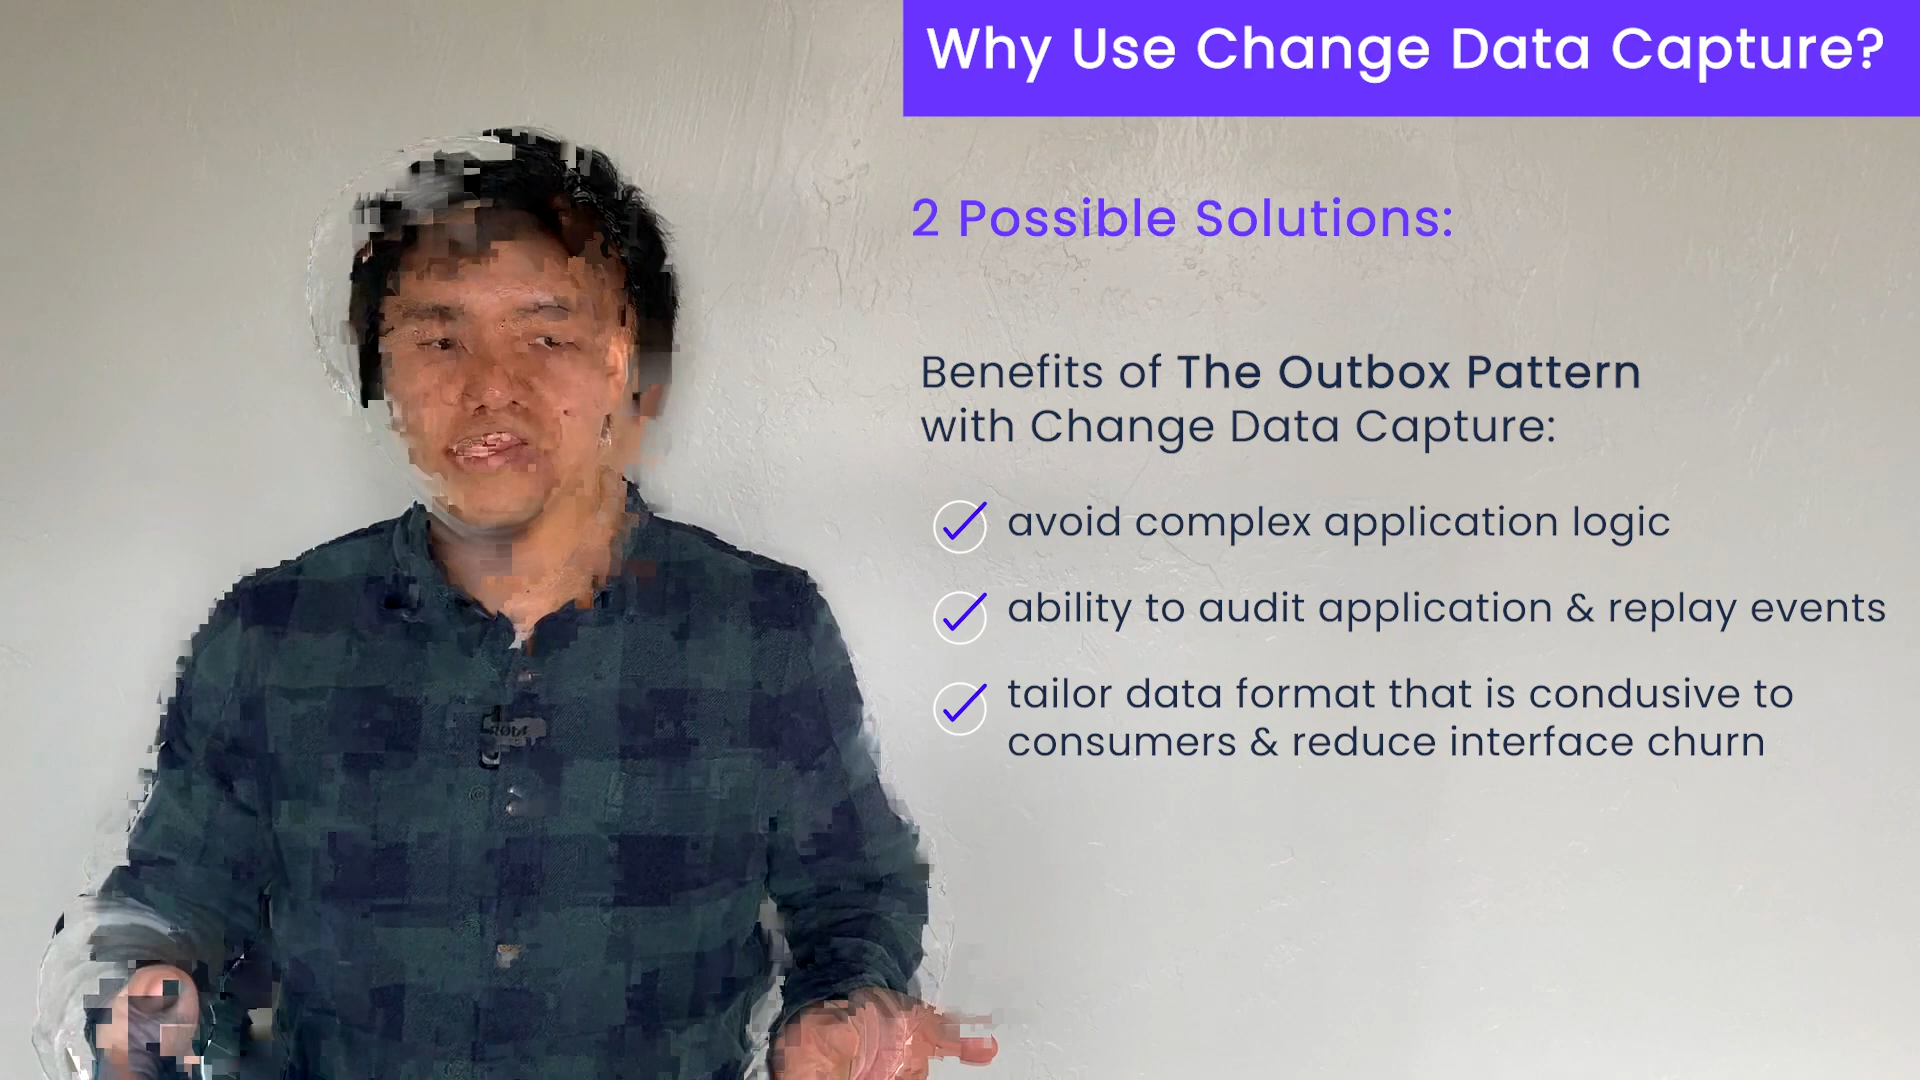 Why Use Change Data Capture?
2 Possible Solutions:
Benefits of The Outbox Pattern
with Change Data Capture:
avoid complex application logic
ability to audit application & replay events
tailor data format that is condusive to
consumers & reduce interface churn